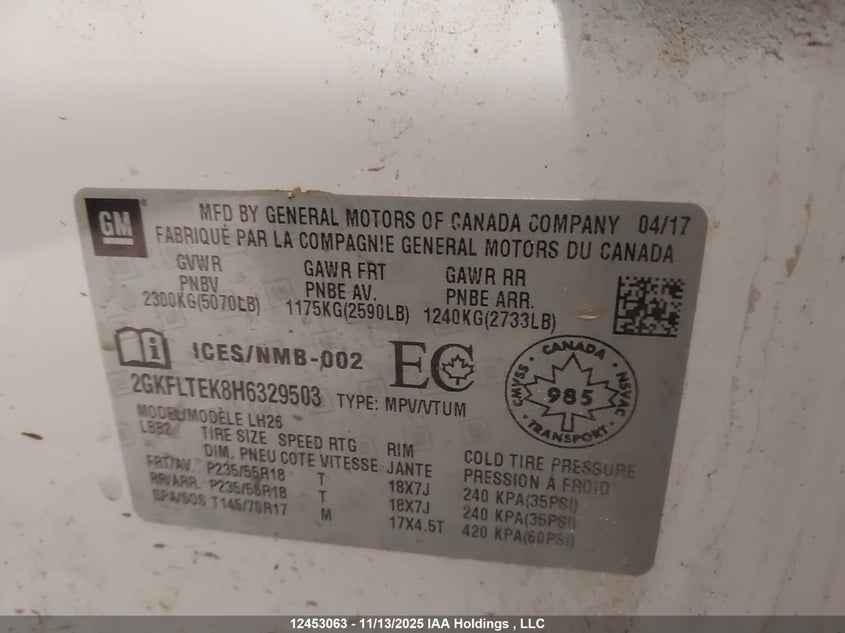 GM
MFD BY GENERAL MOTORS OF CANADA COMPANY 04/17
FABRIQUÉ PAR LA COMPAGNIE GENERAL MOTORS DU CANADA
GVWR GAWR FRT GAWR RR
PNBV PNBE AV. PNBE ARR.
2300KG(5070LB) 1175KG(2590LB) 1240KG(2733LB)
ICES/NMB-002 EC
CANADA
CMVSS 985 NSVAC
TRANSPORT
2GKFLTEK8H6329503 TYPE: MPV/VTUM
MODEL/MODÈLE LH26
L8B2 TIRE SIZE SPEED RTG RIM COLD TIRE PRESSURE
DIM. PNEU COTE VITESSE JANTE PRESSION À FROID
FRT/AV. P235/55R18 T 18X7J 240 KPA(35PSI)
RR/ARR. P235/55R18 T 18X7J 240 KPA(35PSI)
SPA/SOS T145/70R17 M 17X4.5T 420 KPA(60PSI)
12453063 - 11/13/2025 IAA Holdings , LLC